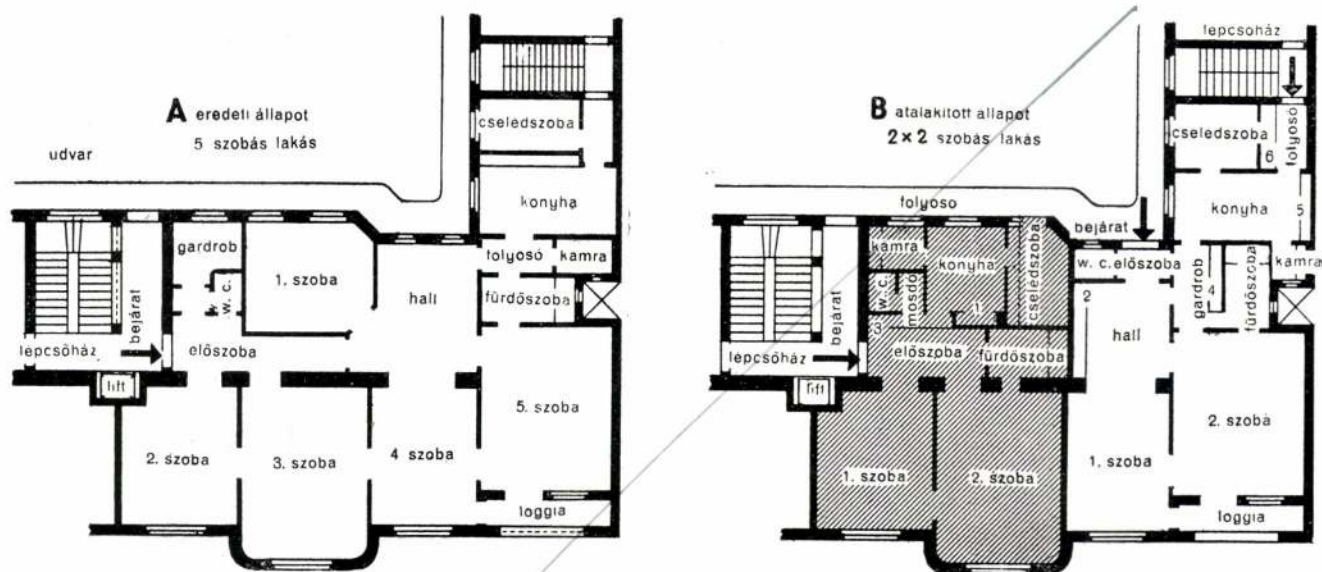 A eredeti állapot
5 szobás lakás
udvar
cselédszoba
konyha
gardrob
1. szoba
w. c.
hall
folyosó
kamra
fürdőszoba
bejárat
lépcsőház
előszoba
lift
2. szoba
3. szoba
4 szoba
5. szoba
loggia
lepcsoház
B atalakitott állapot
2×2 szobás lakás
cselédszoba
6
folyosó
folyoso
konyha
5
bejárat
kamra
konyha
cselédszoba
w. c.
előszoba
kamra
w. c.
mosdó
1
2
hall
gardrob
4
fürdőszoba
bejárat
3
lépcsőház
előszoba
fürdőszoba
lift
1. szoba
2. szoba
1. szoba
2. szoba
loggia